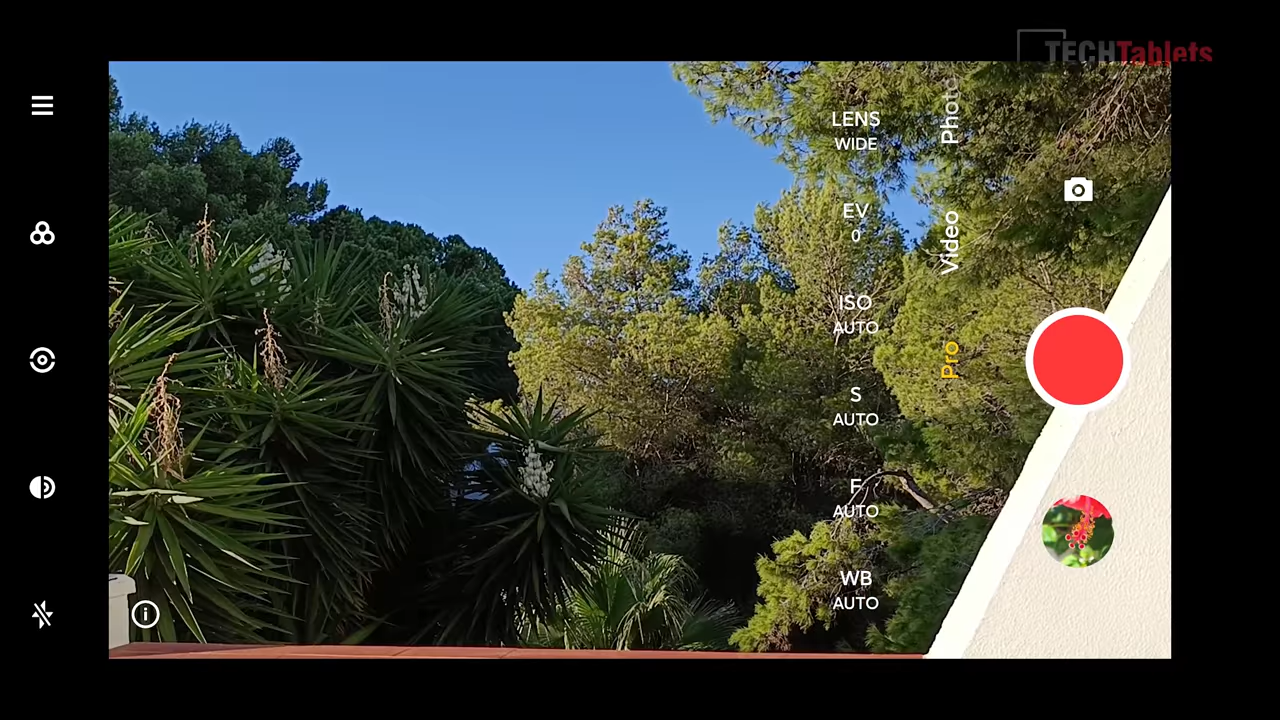 TECHTablets
Photo
LENS
WIDE
EV
0
Video
ISO
AUTO
Pro
S
AUTO
F
AUTO
WB
AUTO